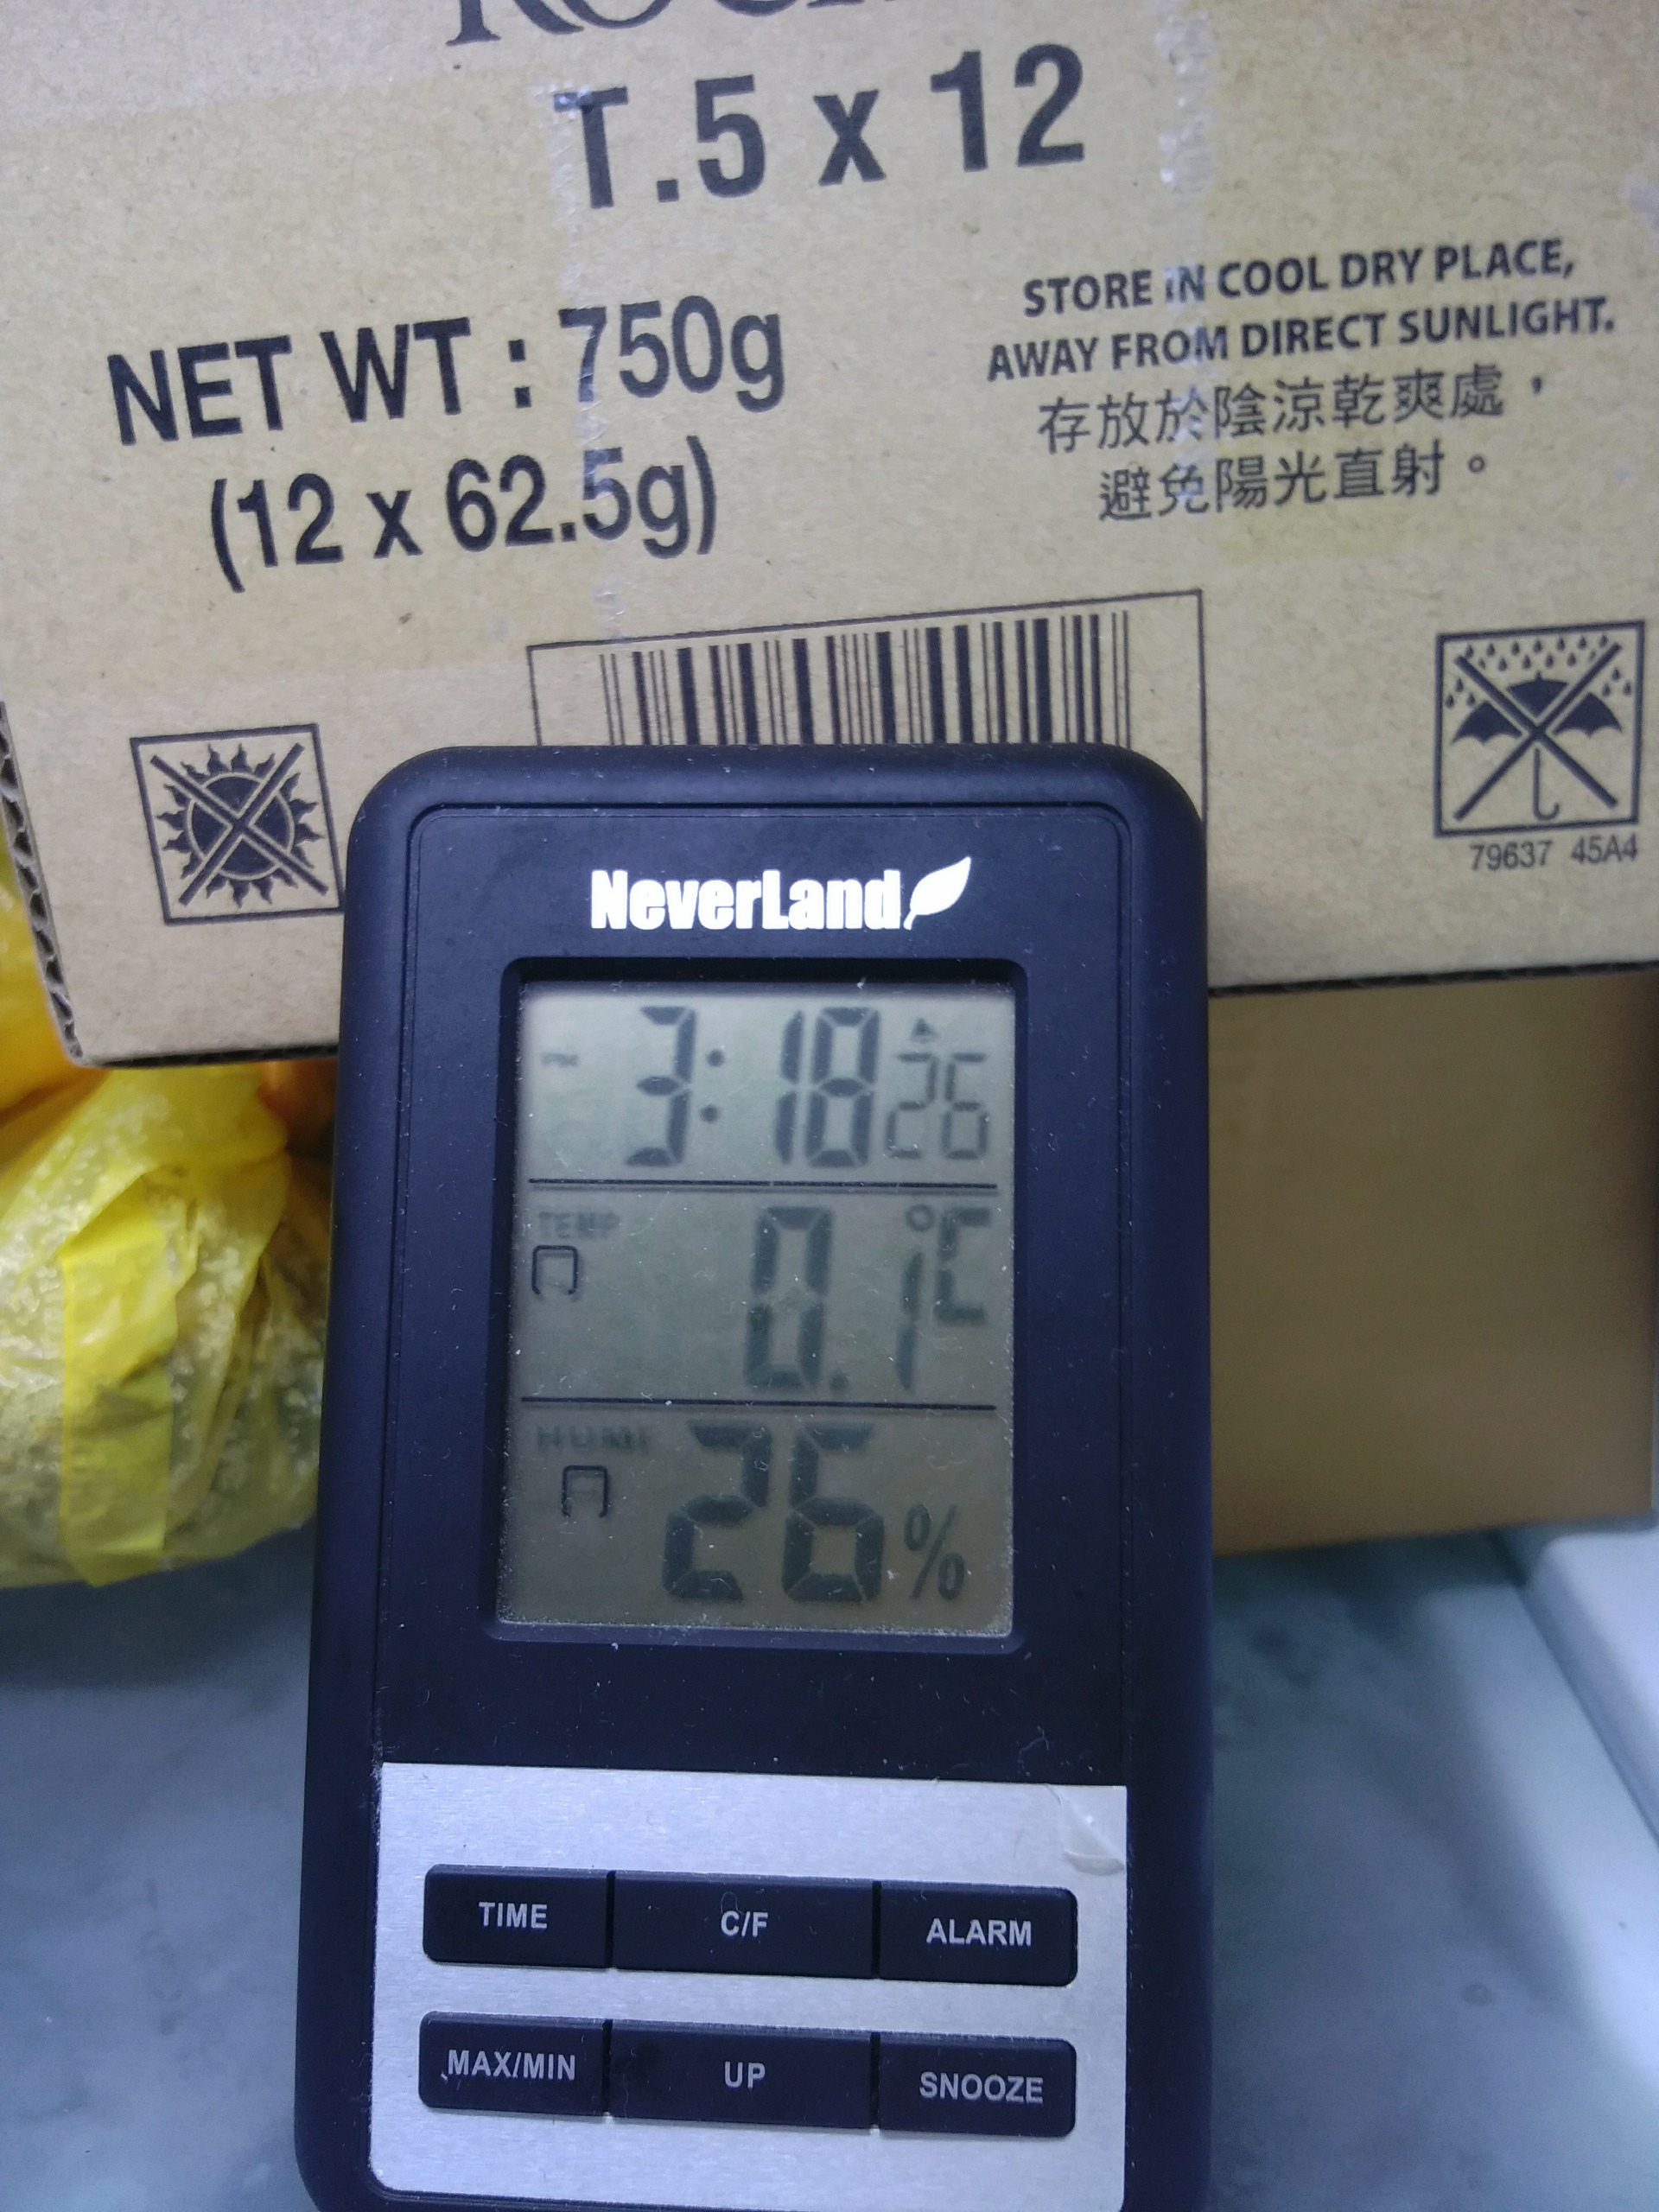 T.5 x 12
NET WT : 750g
(12 x 62.5g)
STORE IN COOL DRY PLACE,
AWAY FROM DIRECT SUNLIGHT.
存放於陰涼乾爽處，
避免陽光直射。
79637 45A4
NeverLand
PM 3:18 26
TEMP
0.1°C
HUMI
26%
TIME
C/F
ALARM
MAX/MIN
UP
SNOOZE